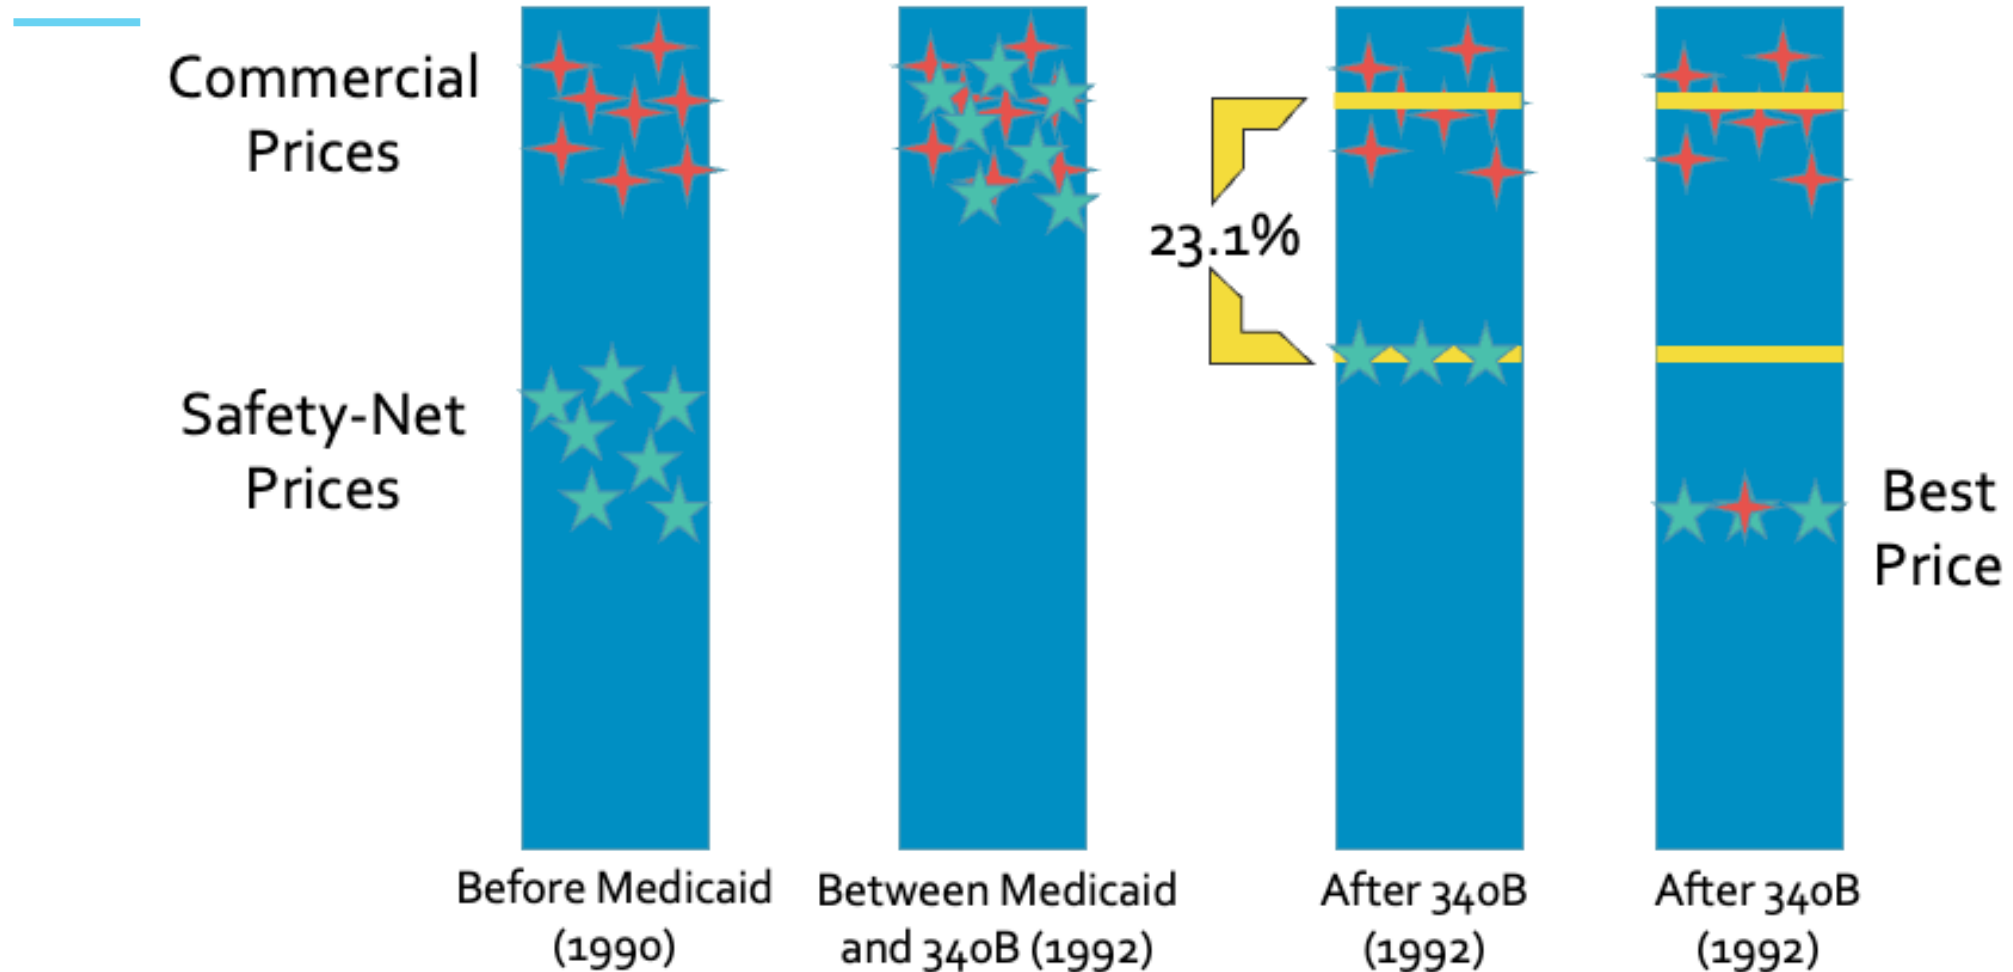 Commercial
Prices
23.1%
Safety-Net
Prices
Best
Price
Before Medicaid
(1990)
Between Medicaid
and 340B (1992)
After 340B
(1992)
After 340B
(1992)